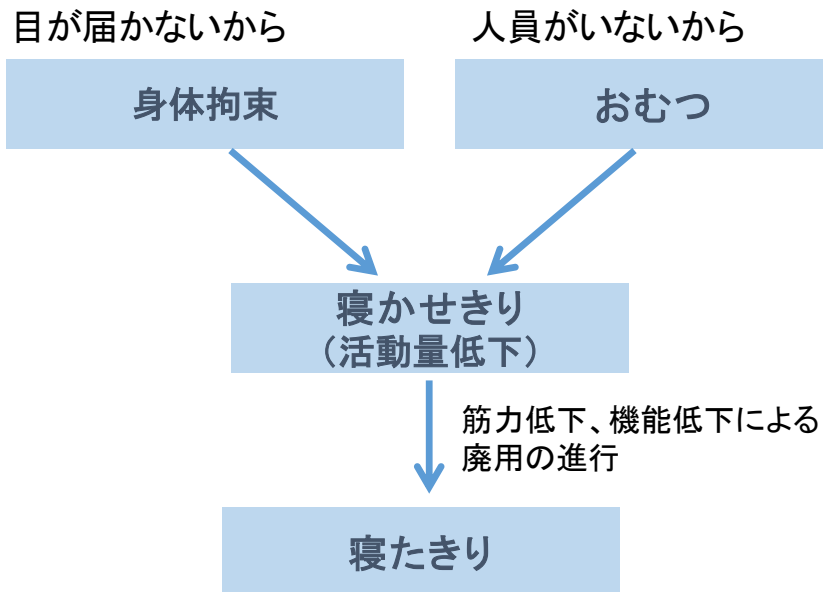 目が届かないから
人員がいないから
身体拘束
おむつ
寝かせきり
（活動量低下）
筋力低下、機能低下による
廃用の進行
寝たきり